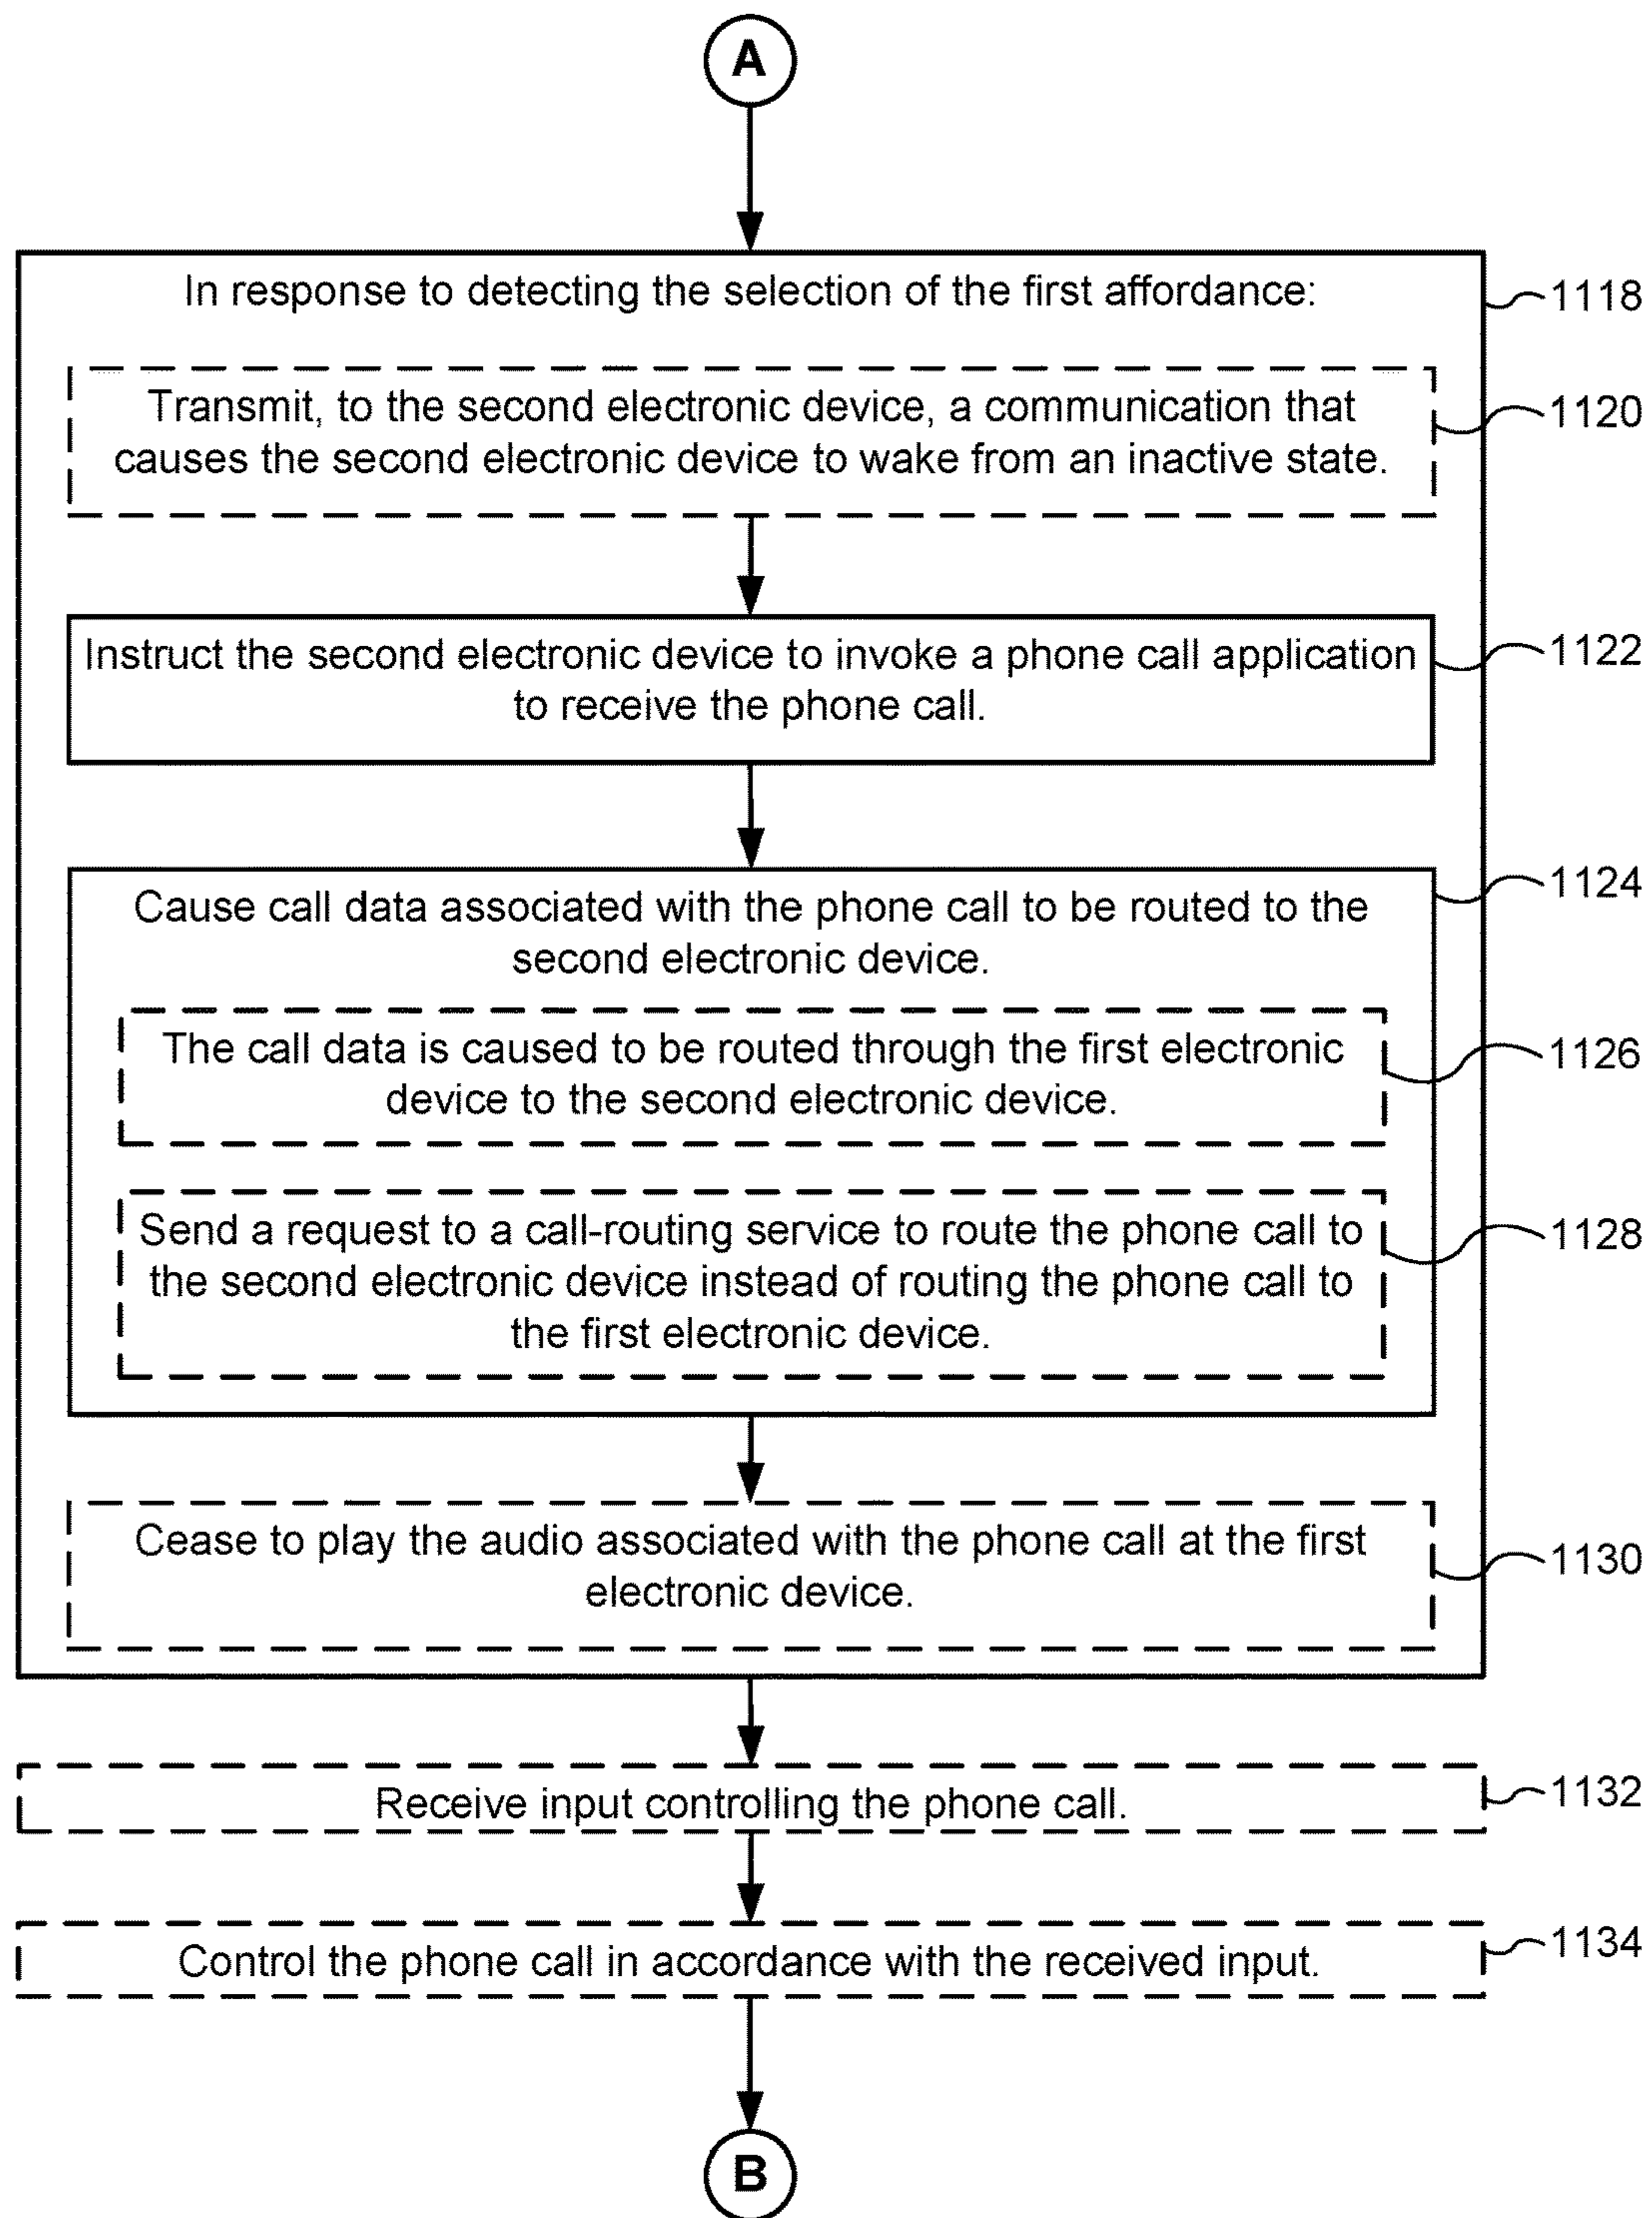 A
In response to detecting the selection of the first affordance:
1118
Transmit, to the second electronic device, a communication that
causes the second electronic device to wake from an inactive state.
1120
Instruct the second electronic device to invoke a phone call application
to receive the phone call.
1122
Cause call data associated with the phone call to be routed to the
second electronic device.
1124
The call data is caused to be routed through the first electronic
device to the second electronic device.
1126
Send a request to a call-routing service to route the phone call to
the second electronic device instead of routing the phone call to
the first electronic device.
1128
Cease to play the audio associated with the phone call at the first
electronic device.
1130
Receive input controlling the phone call.
1132
Control the phone call in accordance with the received input.
1134
B